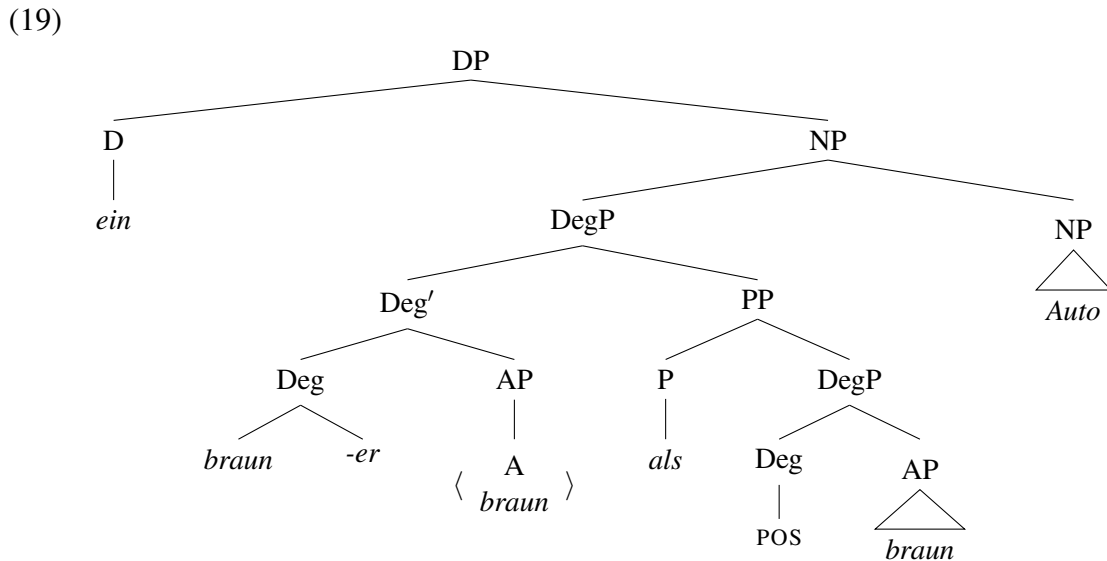 (19)
DP
D NP
ein DegP NP
Deg′ PP Auto
Deg AP P DegP
braun -er ⟨ A ⟩ als Deg AP
braun POS braun